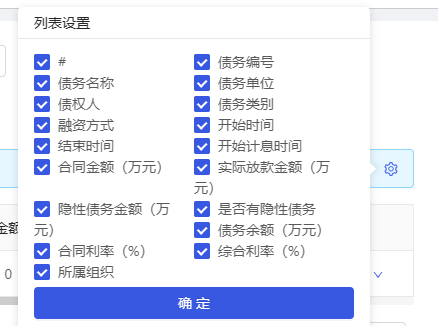 列表设置
#
债务编号
债务名称
债务单位
债权人
债务类别
融资方式
开始时间
结束时间
开始计息时间
合同金额（万元）
实际放款金额（万
元）
隐性债务金额（万
元）
是否有隐性债务
债务余额（万元）
合同利率（%）
综合利率（%）
所属组织
金额
0
确 定